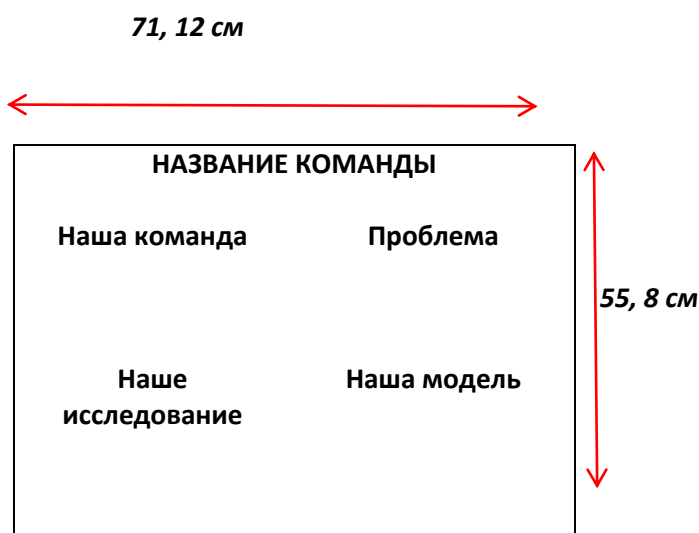 71, 12 см
НАЗВАНИЕ КОМАНДЫ
Наша команда
Проблема
55, 8 см
Наше
исследование
Наша модель